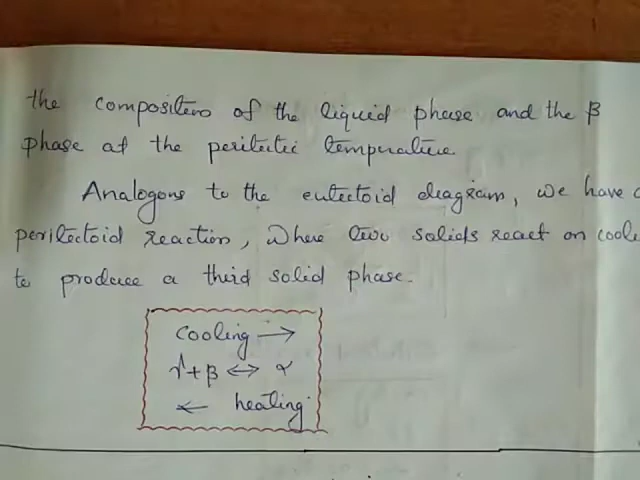 the compositions of the liquid phase and the β
phase at the peritectic temperature.
Analogous to the eutectoid diagram, we have a
peritectoid reaction, where two solids react on cooli
to produce a third solid phase.
cooling →
γ + β ⟷ α
← heating